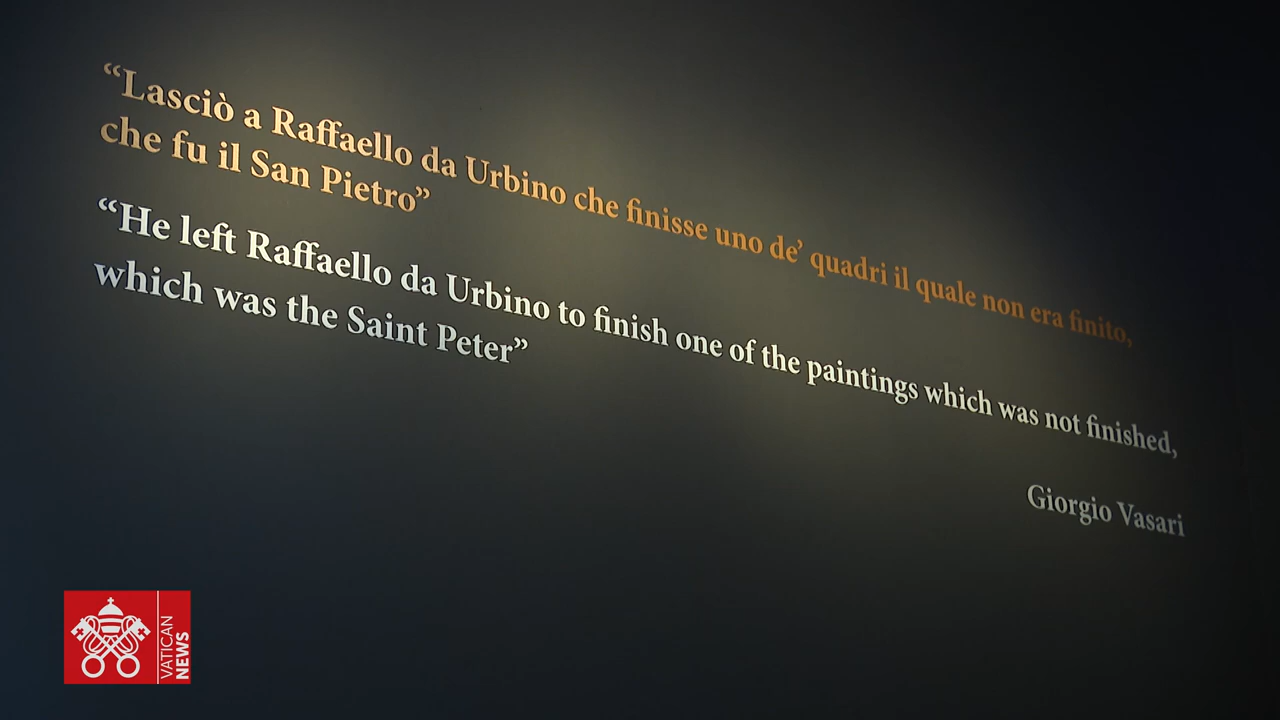 “Lasciò a Raffaello da Urbino che finisse uno de’ quadri il quale non era finito,
che fu il San Pietro”
“He left Raffaello da Urbino to finish one of the paintings which was not finished,
which was the Saint Peter”
Giorgio Vasari
VATICAN
NEWS